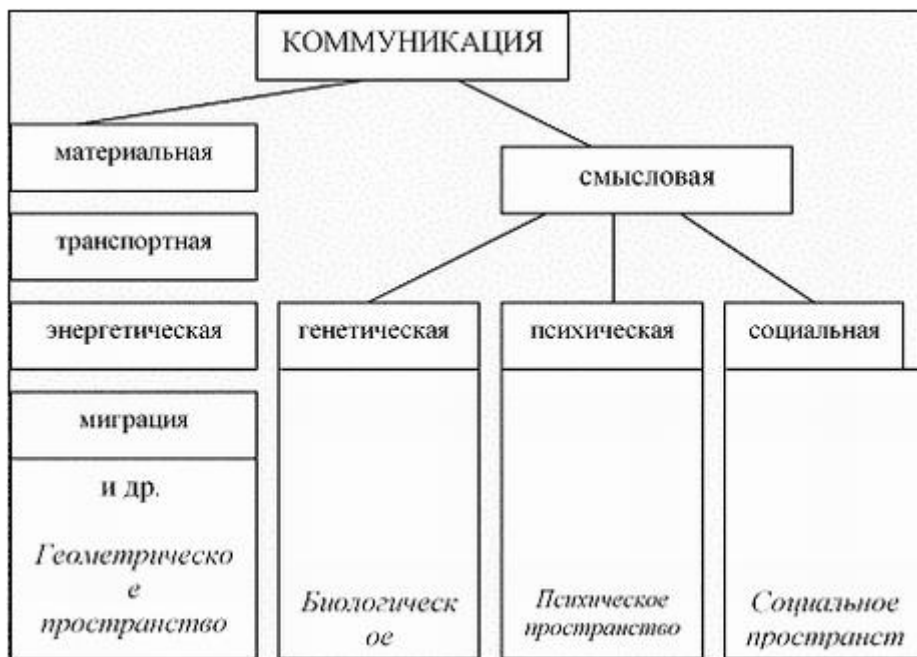 КОММУНИКАЦИЯ
материальная
смысловая
транспортная
энергетическая
генетическая
психическая
социальная
миграция
и др.
Геометрическо
е
пространство
Биологическ
ое
Психическое
пространство
Социальное
пространст